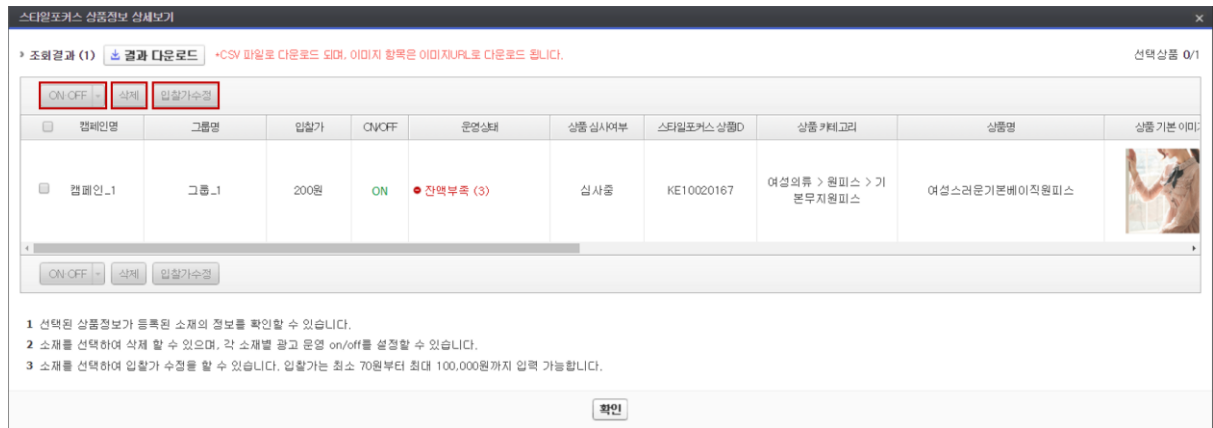 스타일포커스 상품정보 상세보기
조회결과 (1) 결과 다운로드 *CSV 파일로 다운로드 되며, 이미지 항목은 이미지URL로 다운로드 됩니다. 선택상품 0/1
ON·OFF 삭제 입찰가수정
캠페인명 그룹명 입찰가 ON/OFF 운영상태 상품 심사여부 스타일포커스 상품ID 상품 카테고리 상품명 상품 기본 이미지
캠페인_1 그룹_1 200원 ON 잔액부족 (3) 심사중 KE10020167 여성의류 > 원피스 > 기본무지원피스 여성스러운기본베이직원피스
ON·OFF 삭제 입찰가수정
1 선택된 상품정보가 등록된 소재의 정보를 확인할 수 있습니다.
2 소재를 선택하여 삭제 할 수 있으며, 각 소재별 광고 운영 on/off를 설정할 수 있습니다.
3 소재를 선택하여 입찰가 수정을 할 수 있습니다. 입찰가는 최소 70원부터 최대 100,000원까지 입력 가능합니다.
확인